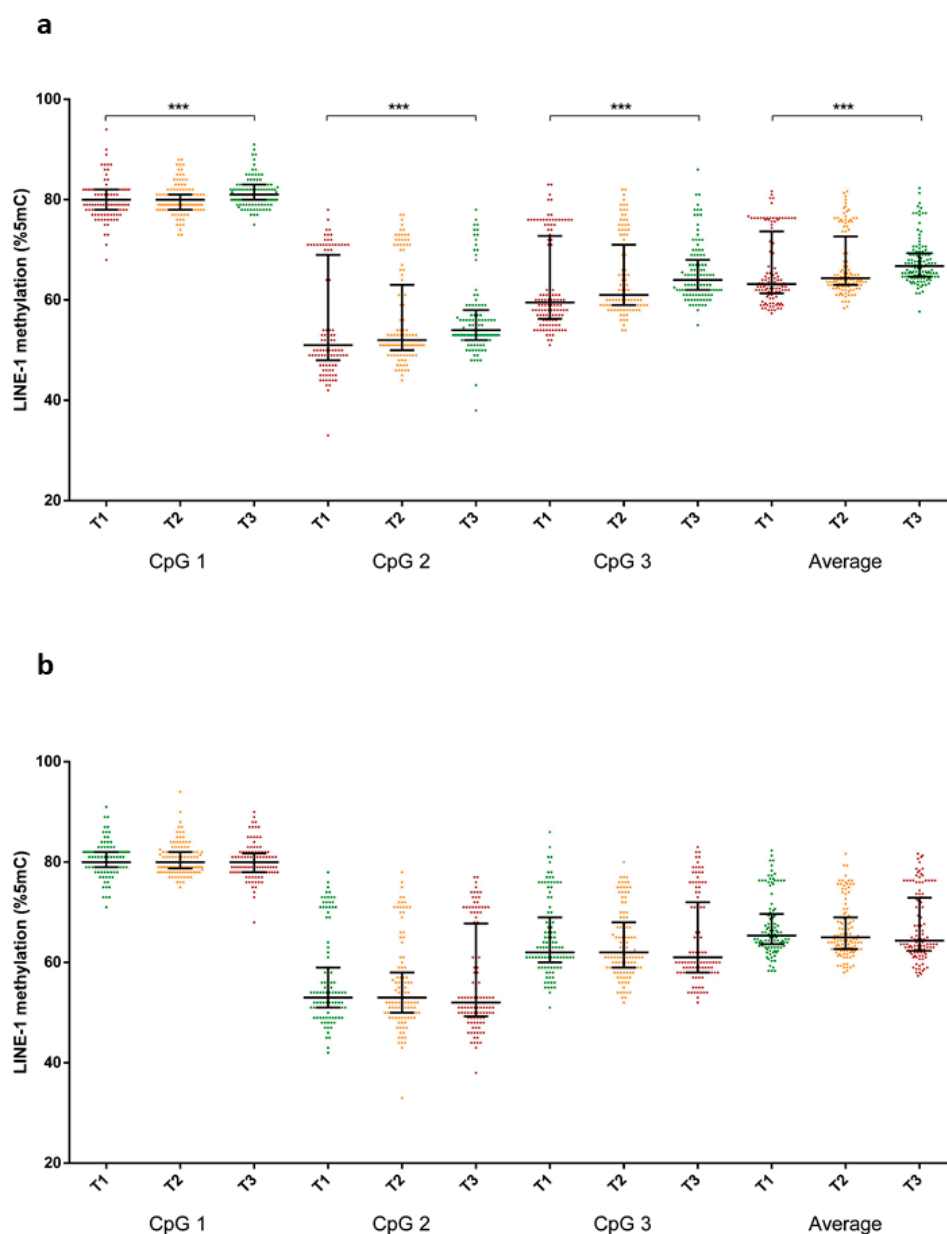 a
*** *** *** ***
100
80
60
40
20
LINE-1 methylation (%5mC)
T1 T2 T3 T1 T2 T3 T1 T2 T3 T1 T2 T3
CpG 1 CpG 2 CpG 3 Average
b
100
80
60
40
20
LINE-1 methylation (%5mC)
T1 T2 T3 T1 T2 T3 T1 T2 T3 T1 T2 T3
CpG 1 CpG 2 CpG 3 Average